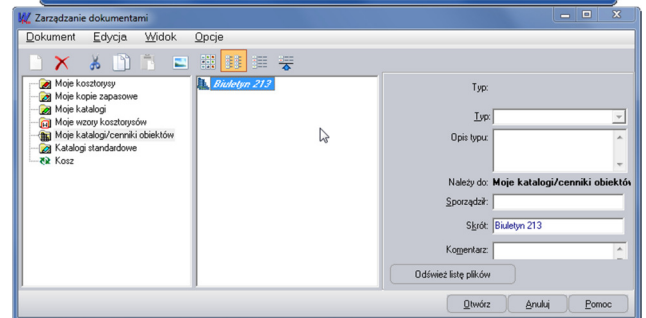 Zarządzanie dokumentami
Dokument Edycja Widok Opcje
Moje kosztorysy
Moje kopie zapasowe
Moje katalogi
Moje wzory kosztorysów
Moje katalogi/cenniki obiektów
Katalogi standardowe
Kosz
Biuletyn 213
Typ:
Typ:
Opis typu:
Należy do: Moje katalogi/cenniki obiektów
Sporządził:
Skrót: Biuletyn 213
Komentarz:
Odśwież listę plików
Otwórz Anuluj Pomoc